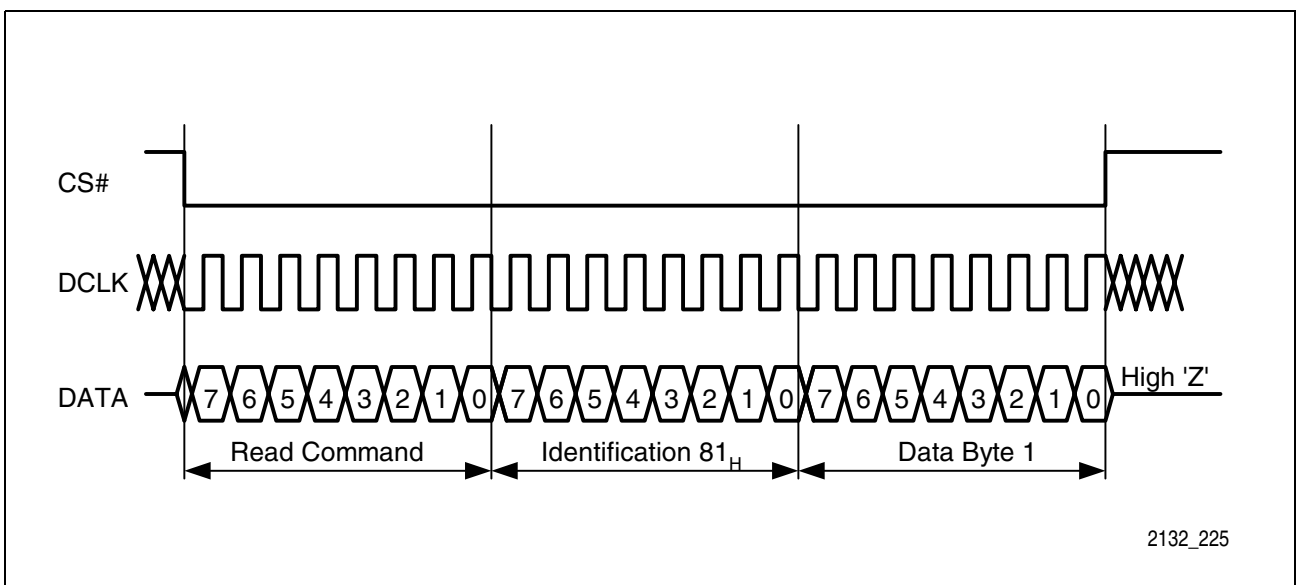 CS#
DCLK
DATA 7 6 5 4 3 2 1 0 7 6 5 4 3 2 1 0 7 6 5 4 3 2 1 0 High 'Z'
Read Command Identification 81H Data Byte 1
2132_225